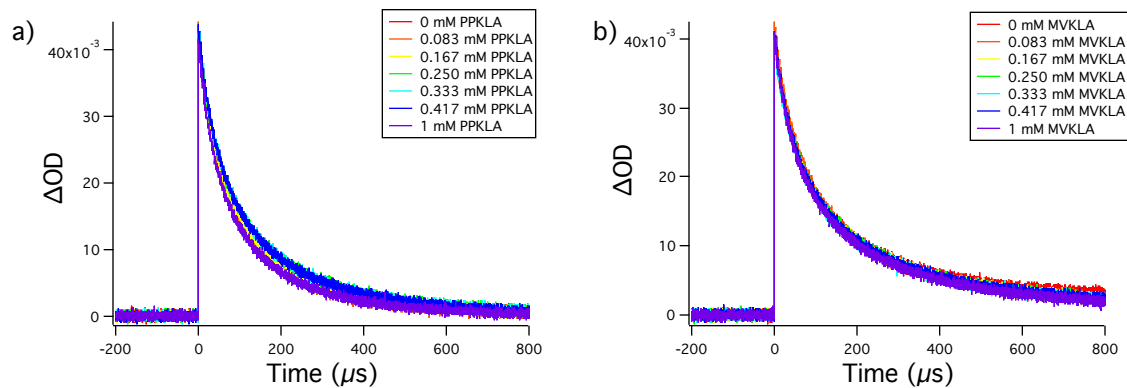 a)
0 mM PPKLA
0.083 mM PPKLA
0.167 mM PPKLA
0.250 mM PPKLA
0.333 mM PPKLA
0.417 mM PPKLA
1 mM PPKLA
40x10⁻³
30
20
10
0
ΔOD
-200
0
200
400
600
800
Time (µs)
b)
0 mM MVKLA
0.083 mM MVKLA
0.167 mM MVKLA
0.250 mM MVKLA
0.333 mM MVKLA
0.417 mM MVKLA
1 mM MVKLA
40x10⁻³
30
20
10
0
ΔOD
-200
0
200
400
600
800
Time (µs)